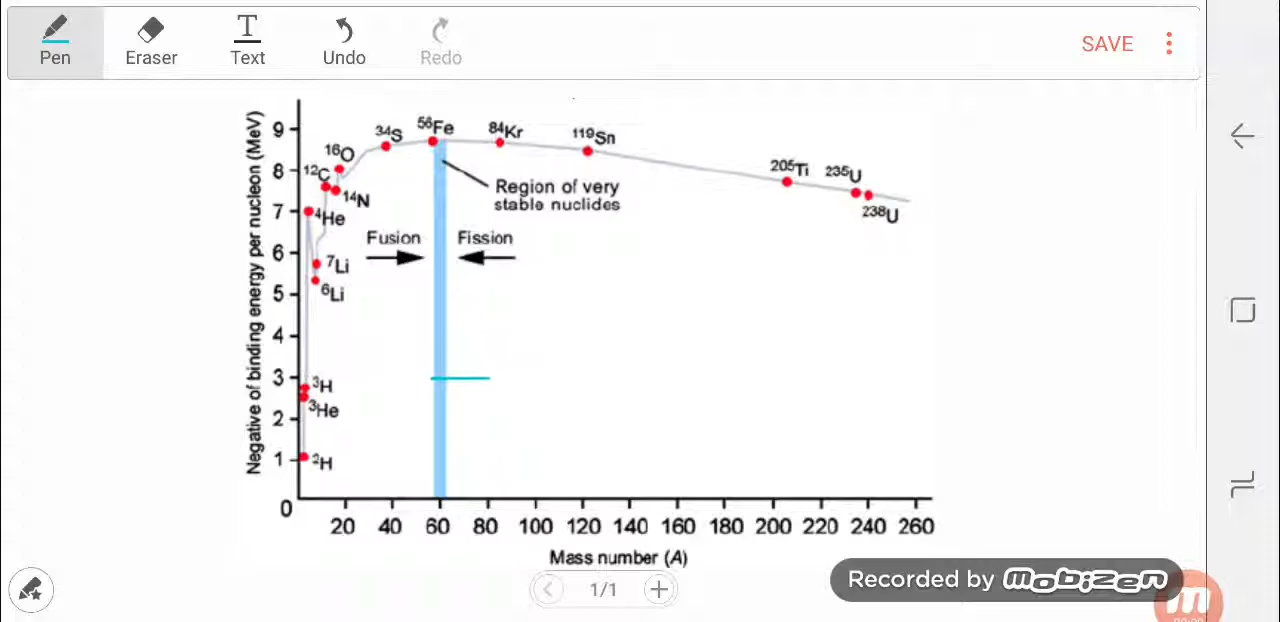 Pen Eraser Text Undo Redo SAVE
Negative of binding energy per nucleon (MeV)
9
8
7
6
5
4
3
2
1
0
34S
56Fe
84Kr
119Sn
16O
12C
14N
205Ti
235U
238U
4He
7Li
6Li
3H
3He
2H
Region of very
stable nuclides
Fusion
Fission
20 40 60 80 100 120 140 160 180 200 220 240 260
Mass number (A)
1/1
Recorded by mobizen
m
00:00